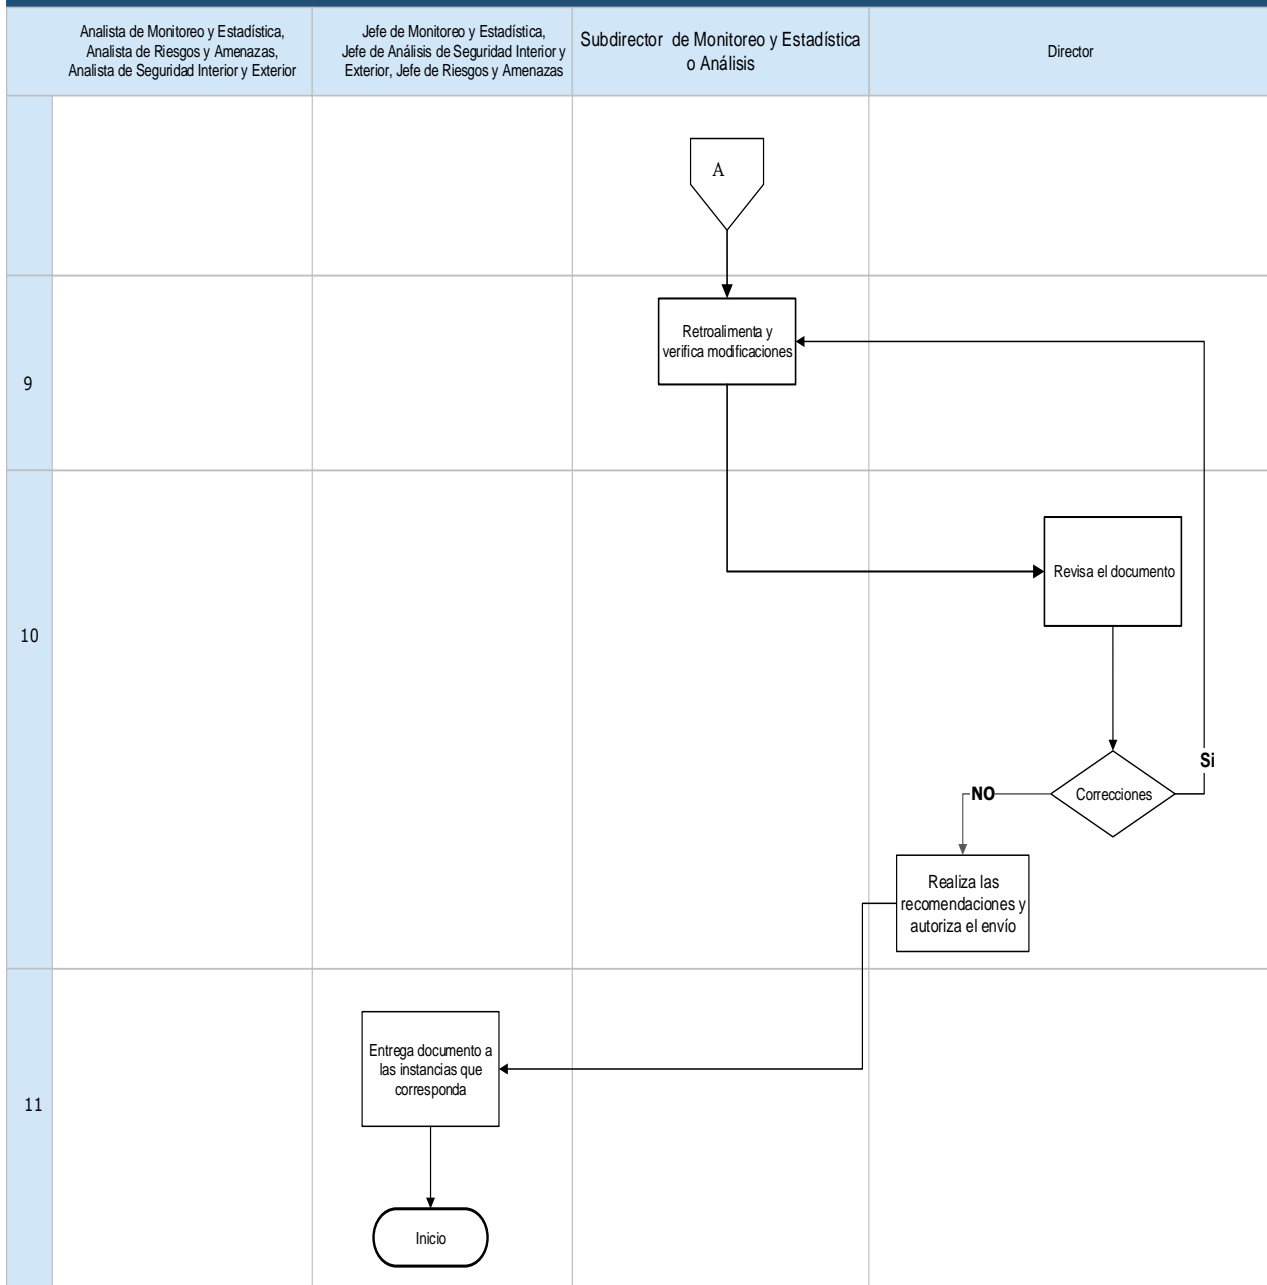 Analista de Monitoreo y Estadística,
Analista de Riesgos y Amenazas,
Analista de Seguridad Interior y Exterior
Jefe de Monitoreo y Estadística,
Jefe de Análisis de Seguridad Interior y
Exterior, Jefe de Riesgos y Amenazas
Subdirector de Monitoreo y Estadística
o Análisis
Director
A
9
Retroalimenta y
verifica modificaciones
10
Revisa el documento
Si
NO
Correcciones
Realiza las
recomendaciones y
autoriza el envío
11
Entrega documento a
las instancias que
corresponda
Inicio